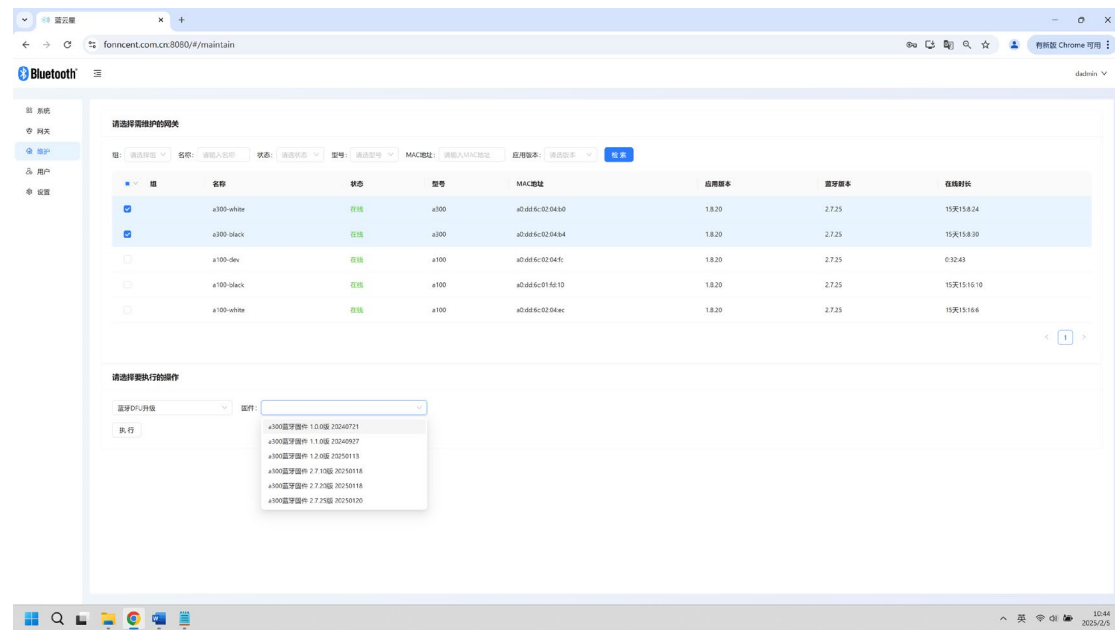 蓝云星
fonncent.com.cn:8080/#/maintain
有新版 Chrome 可用
Bluetooth
dadmin
系统
网关
维护
用户
设置
请选择需维护的网关
组: 请选择组 名称: 请输入名称 状态: 请选择状态 型号: 请选型号 MAC地址: 请输入MAC地址 应用版本: 请选版本 检 索
组 名称 状态 型号 MAC地址 应用版本 蓝牙版本 在线时长
a300-white 在线 a300 a0:dd:6c:02:04:b0 1.8.20 2.7.25 15天15:8:24
a300-black 在线 a300 a0:dd:6c:02:04:b4 1.8.20 2.7.25 15天15:8:30
a100-dev 在线 a100 a0:dd:6c:02:04:fc 1.8.20 2.7.25 0:32:43
a100-black 在线 a100 a0:dd:6c:01:fd:10 1.8.20 2.7.25 15天15:16:10
a100-white 在线 a100 a0:dd:6c:02:04:ec 1.8.20 2.7.25 15天15:16:6
1
请选择要执行的操作
蓝牙DFU升级 固件:
执 行
a300蓝牙固件 1.0.0版 20240721
a300蓝牙固件 1.1.0版 20240927
a300蓝牙固件 1.2.0版 20250113
a300蓝牙固件 2.7.10版 20250118
a300蓝牙固件 2.7.20版 20250118
a300蓝牙固件 2.7.25版 20250120
英
10:44
2025/2/5